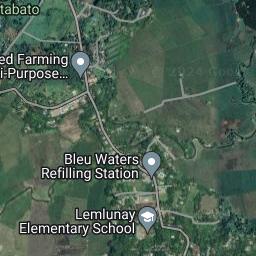 tabato
ed Farming
i-Purpose...
Bleu Waters
Refilling Station
Lemlunay
Elementary School